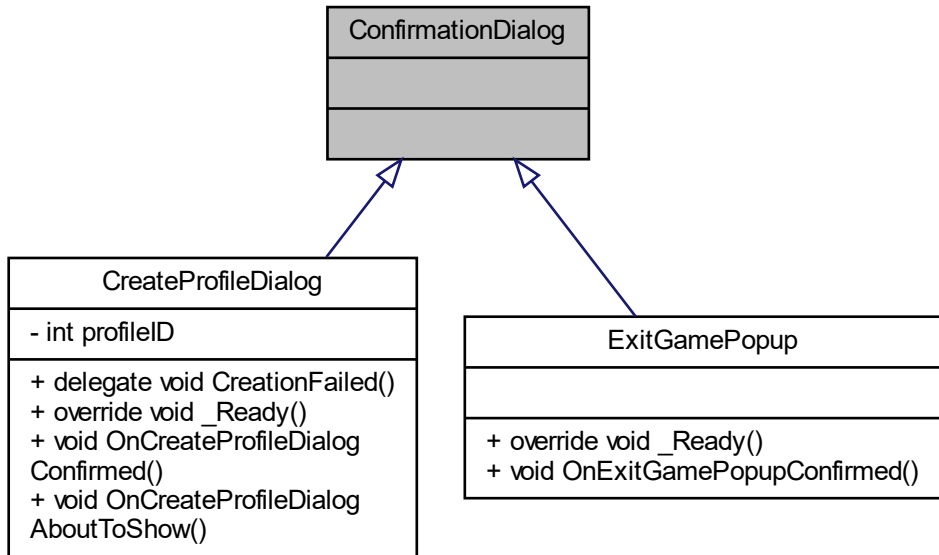 ConfirmationDialog
CreateProfileDialog
- int profileID
+ delegate void CreationFailed()
+ override void _Ready()
+ void OnCreateProfileDialog
Confirmed()
+ void OnCreateProfileDialog
AboutToShow()
ExitGamePopup
+ override void _Ready()
+ void OnExitGamePopupConfirmed()